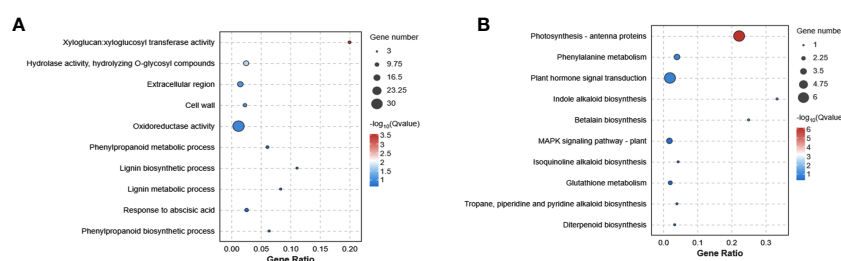 A
Xyloglucan:xyloglucosyl transferase activity
Hydrolase activity, hydrolyzing O-glycosyl compounds
Extracellular region
Cell wall
Oxidoreductase activity
Phenylpropanoid metabolic process
Lignin biosynthetic process
Lignin metabolic process
Response to abscisic acid
Phenylpropanoid biosynthetic process
0.00 0.05 0.10 0.15 0.20
Gene Ratio
Gene number
3
9.75
16.5
23.25
30
-log10(Qvalue)
3.5
3
2.5
2
1.5
1
B
Photosynthesis - antenna proteins
Phenylalanine metabolism
Plant hormone signal transduction
Indole alkaloid biosynthesis
Betalain biosynthesis
MAPK signaling pathway - plant
Isoquinoline alkaloid biosynthesis
Glutathione metabolism
Tropane, piperidine and pyridine alkaloid biosynthesis
Diterpenoid biosynthesis
0.0 0.1 0.2 0.3
Gene Ratio
Gene number
1
2.25
3.5
4.75
6
-log10(Qvalue)
6
5
4
3
2
1